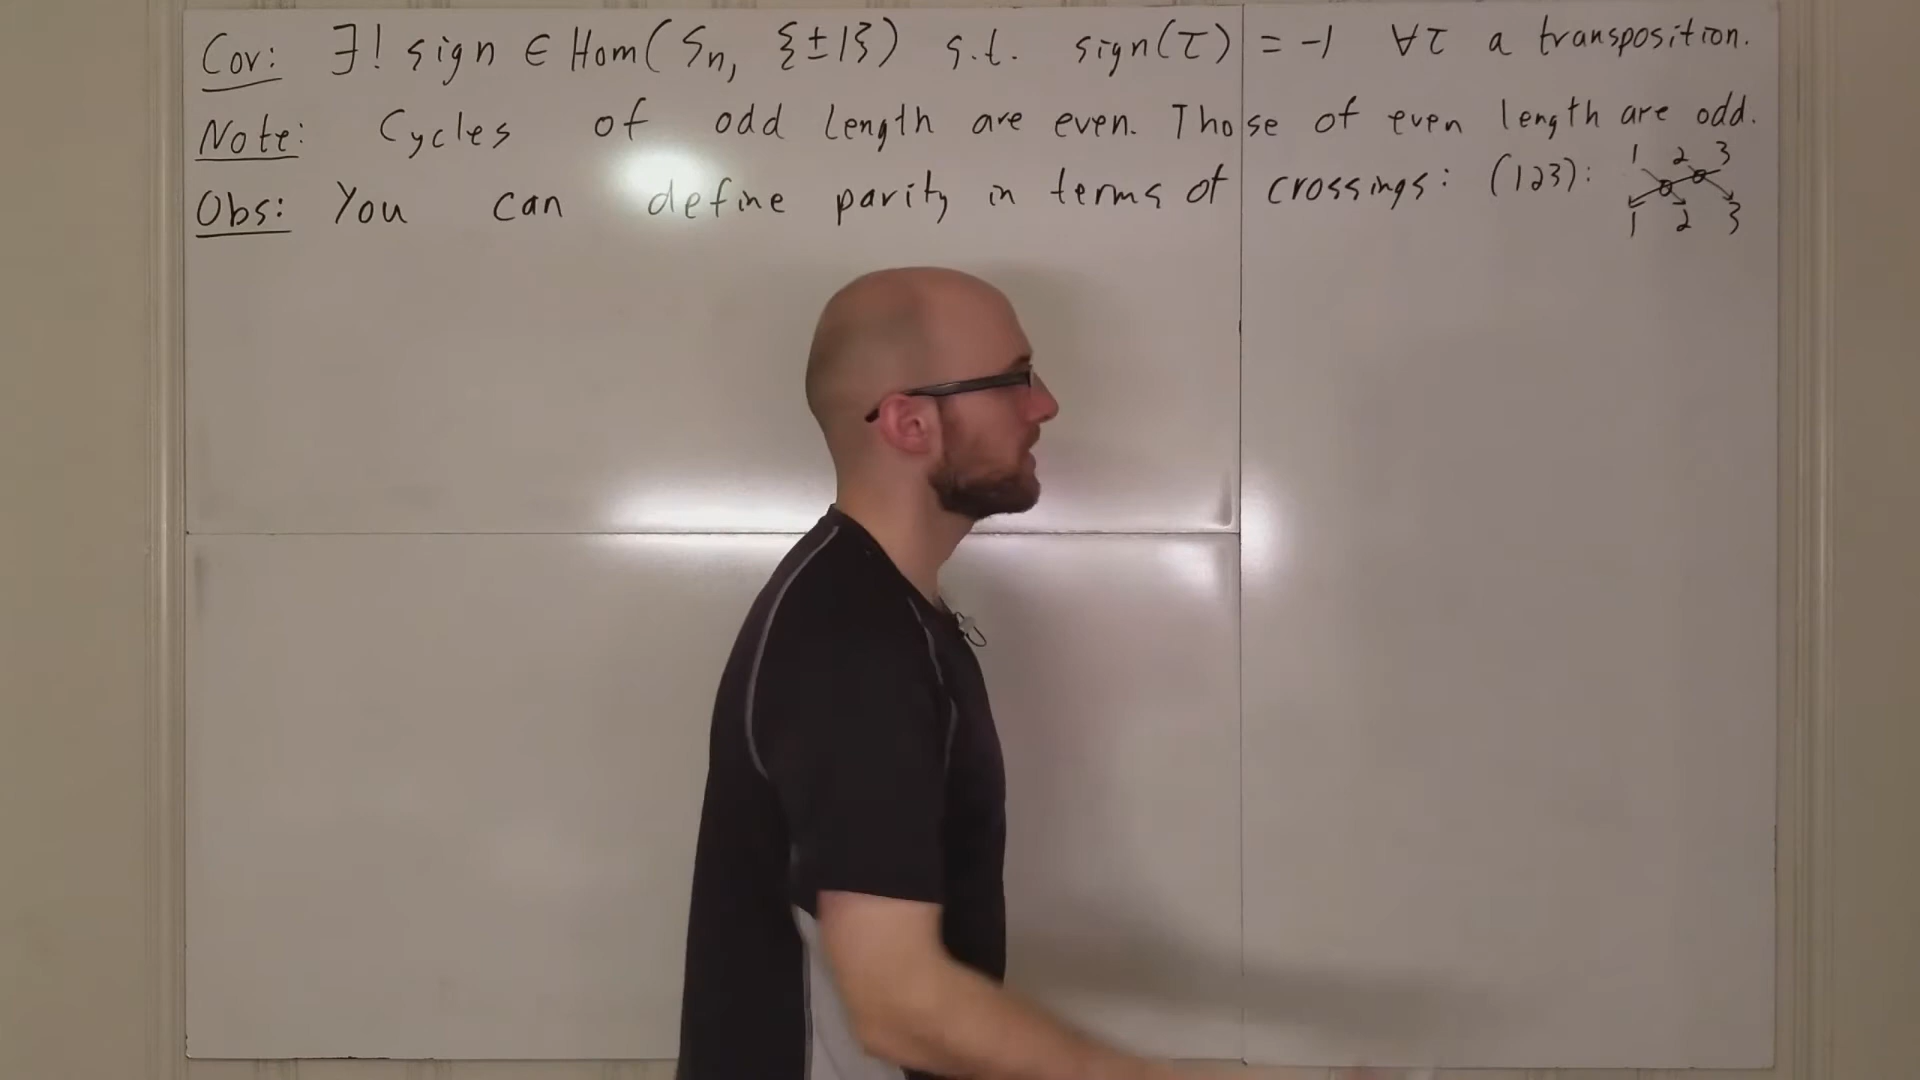 Cor: ∃! sign ∈ Hom(Sn, {±1}) s.t. sign(τ) = -1 ∀τ a transposition.
Note: Cycles of odd length are even. Those of even length are odd.
Obs: You can define parity in terms of crossings: (123):
1 2 3
1 2 3